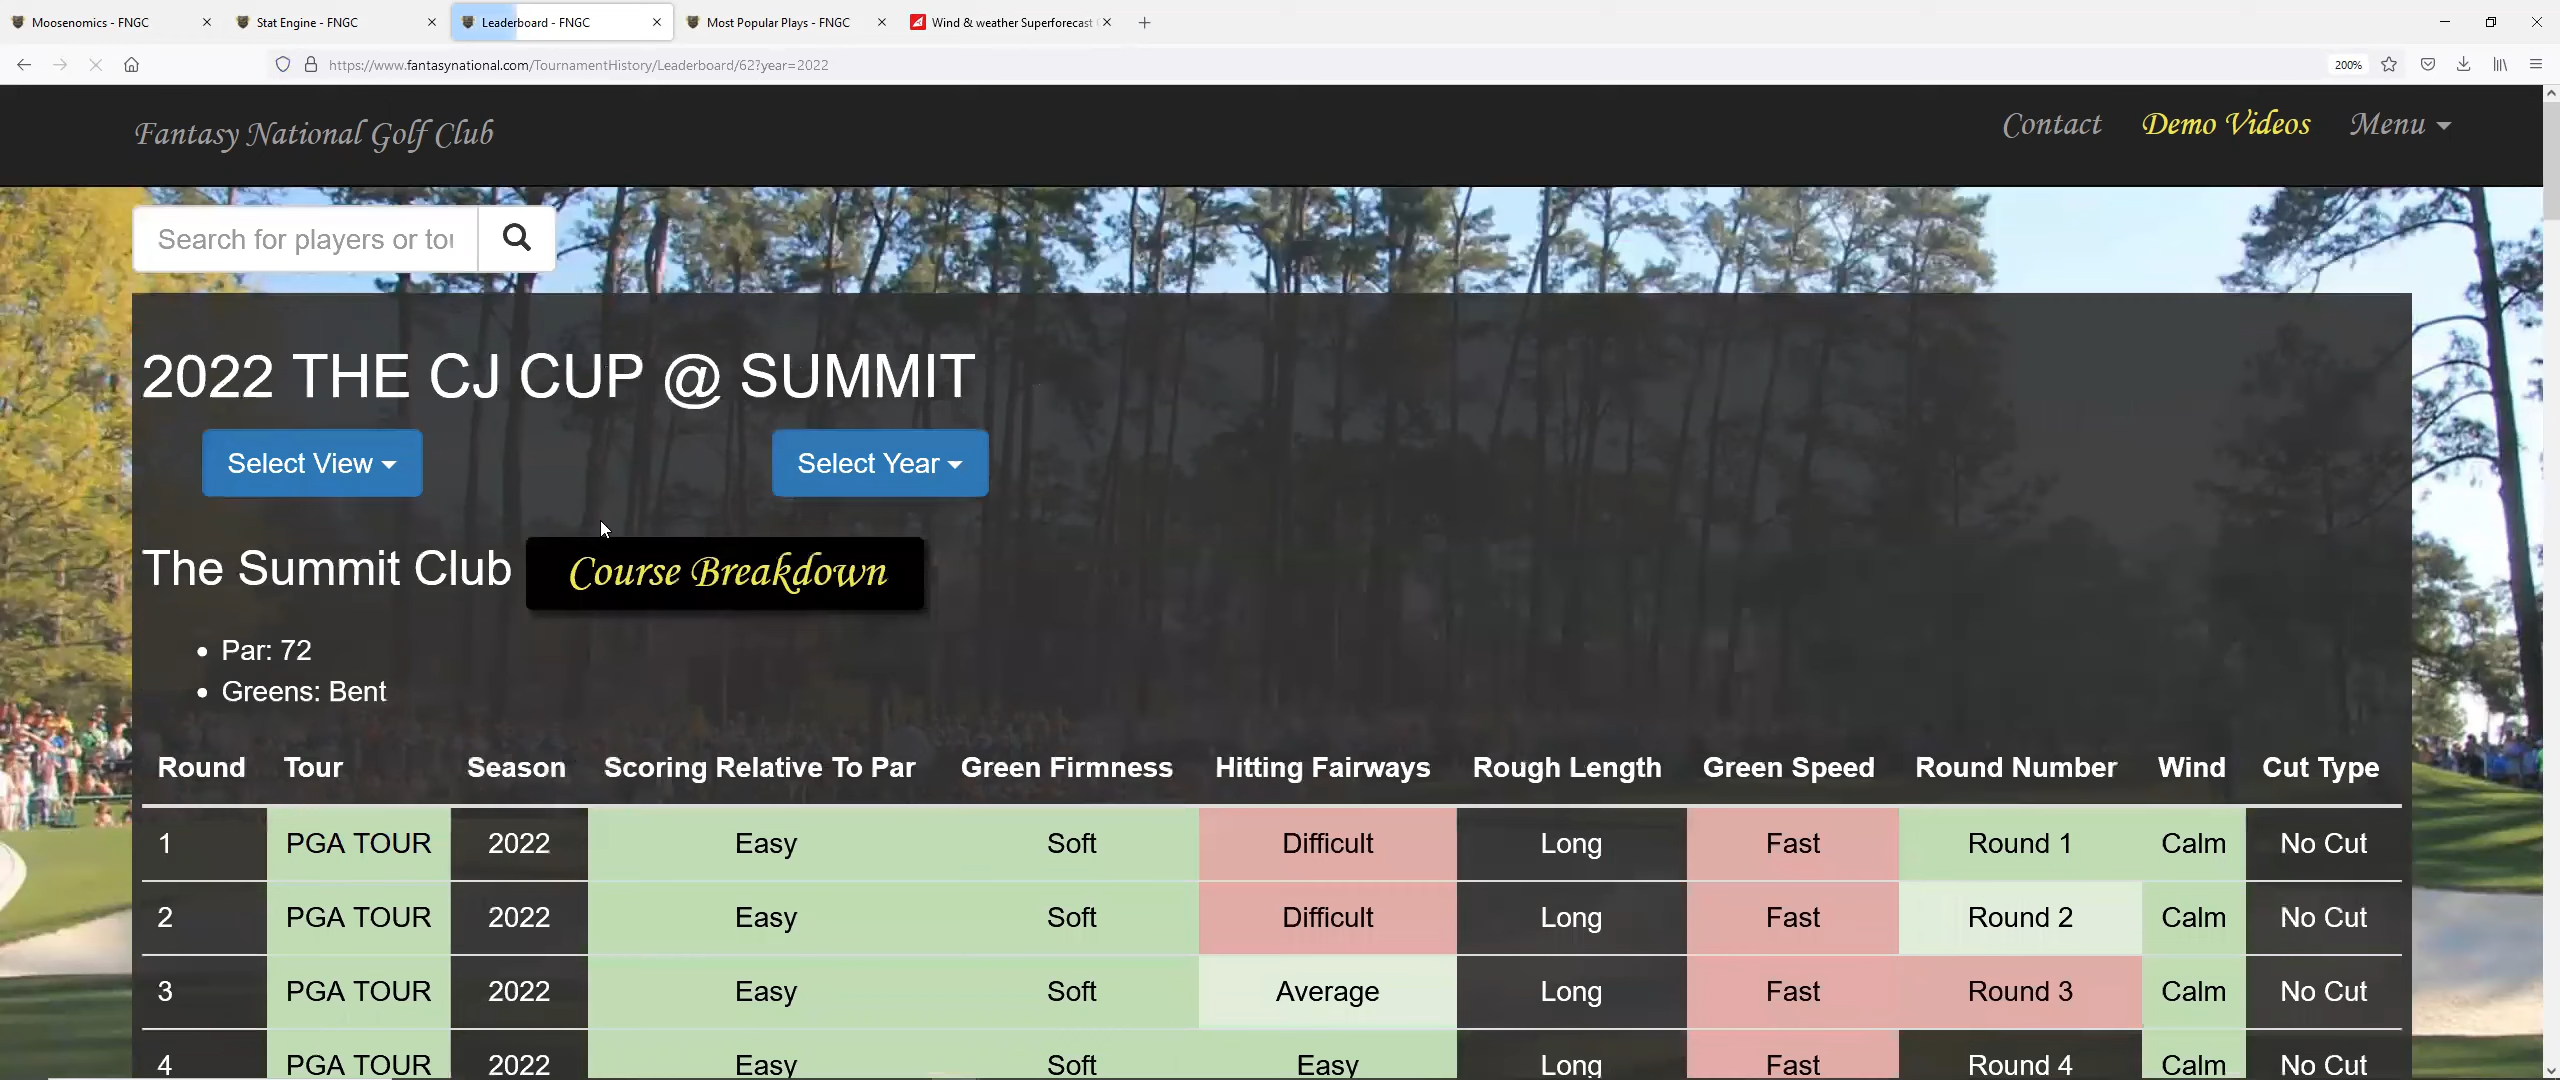 Moosenomics - FNGC
Stat Engine - FNGC
Leaderboard - FNGC
Most Popular Plays - FNGC
Wind & weather Superforecast
https://www.fantasynational.com/TournamentHistory/Leaderboard/62?year=2022
200%
Fantasy National Golf Club
Contact
Demo Videos
Menu
Search for players or tou
2022 THE CJ CUP @ SUMMIT
Select View
Select Year
The Summit Club
Course Breakdown
• Par: 72
• Greens: Bent
Round Tour Season Scoring Relative To Par Green Firmness Hitting Fairways Rough Length Green Speed Round Number Wind Cut Type
1 PGA TOUR 2022 Easy Soft Difficult Long Fast Round 1 Calm No Cut
2 PGA TOUR 2022 Easy Soft Difficult Long Fast Round 2 Calm No Cut
3 PGA TOUR 2022 Easy Soft Average Long Fast Round 3 Calm No Cut
4 PGA TOUR 2022 Easy Soft Easy Long Fast Round 4 Calm No Cut